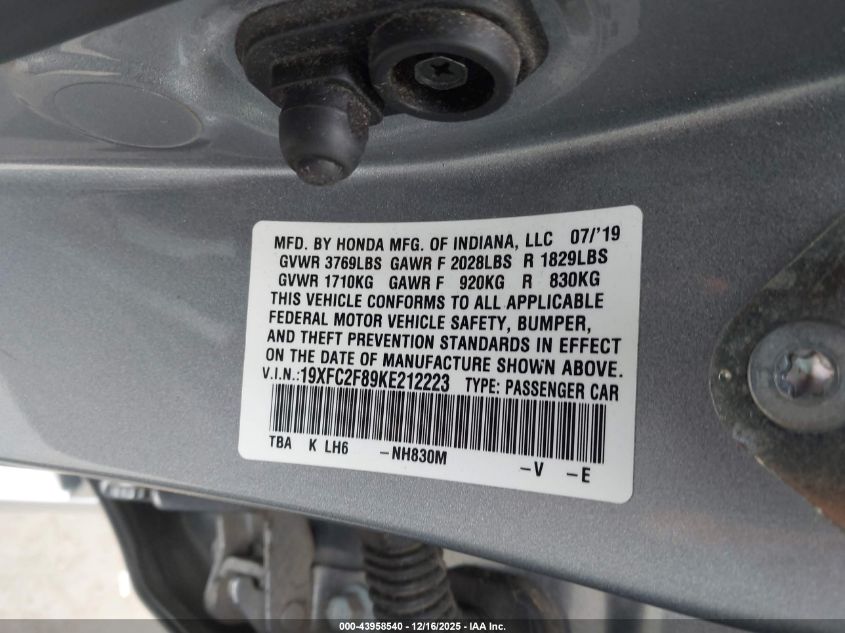 MFD. BY HONDA MFG. OF INDIANA, LLC 07/'19
GVWR 3769LBS GAWR F 2028LBS R 1829LBS
GVWR 1710KG GAWR F 920KG R 830KG
THIS VEHICLE CONFORMS TO ALL APPLICABLE
FEDERAL MOTOR VEHICLE SAFETY, BUMPER,
AND THEFT PREVENTION STANDARDS IN EFFECT
ON THE DATE OF MANUFACTURE SHOWN ABOVE.
V.I.N.:19XFC2F89KE212223 TYPE: PASSENGER CAR
TBA K LH6 -NH830M -V -E
000-43958540 - 12/16/2025 - IAA Inc.